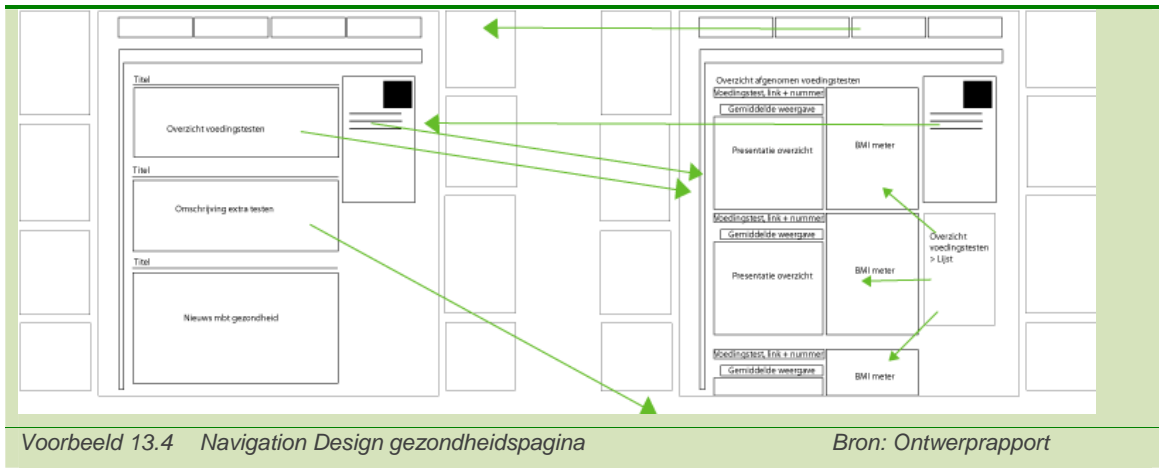 Titel
Overzicht voedingstesten
Titel
Omschrijving extra testen
Titel
Nieuws mbt gezondheid
Overzicht afgenomen voedingstesten
Voedingstest, link + nummer
Gemiddelde weergave
Presentatie overzicht
BMI meter
Voedingstest, link + nummer
Gemiddelde weergave
Presentatie overzicht
BMI meter
Overzicht
voedingstesten
> Lijst
Voedingstest, link + nummer
Gemiddelde weergave
BMI meter
Voorbeeld 13.4 Navigation Design gezondheidspagina Bron: Ontwerprapport